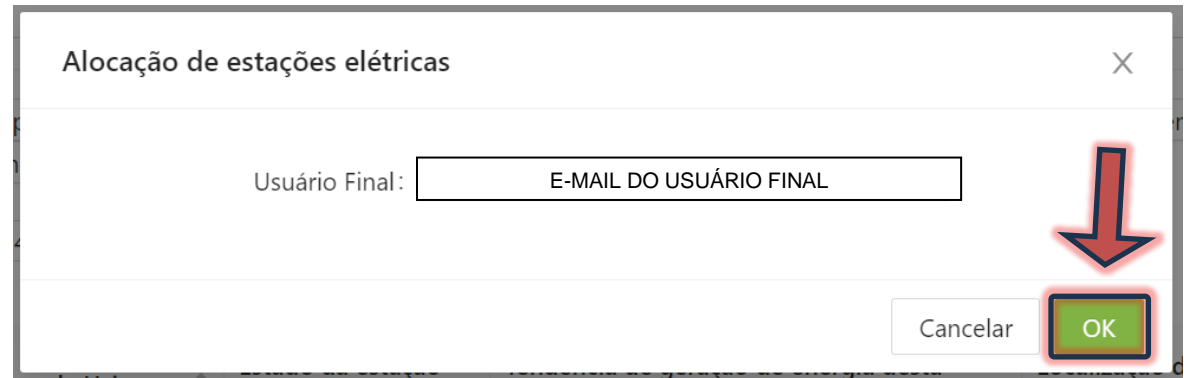 Alocação de estações elétricas
X
Usuário Final:
E-MAIL DO USUÁRIO FINAL
Cancelar
OK